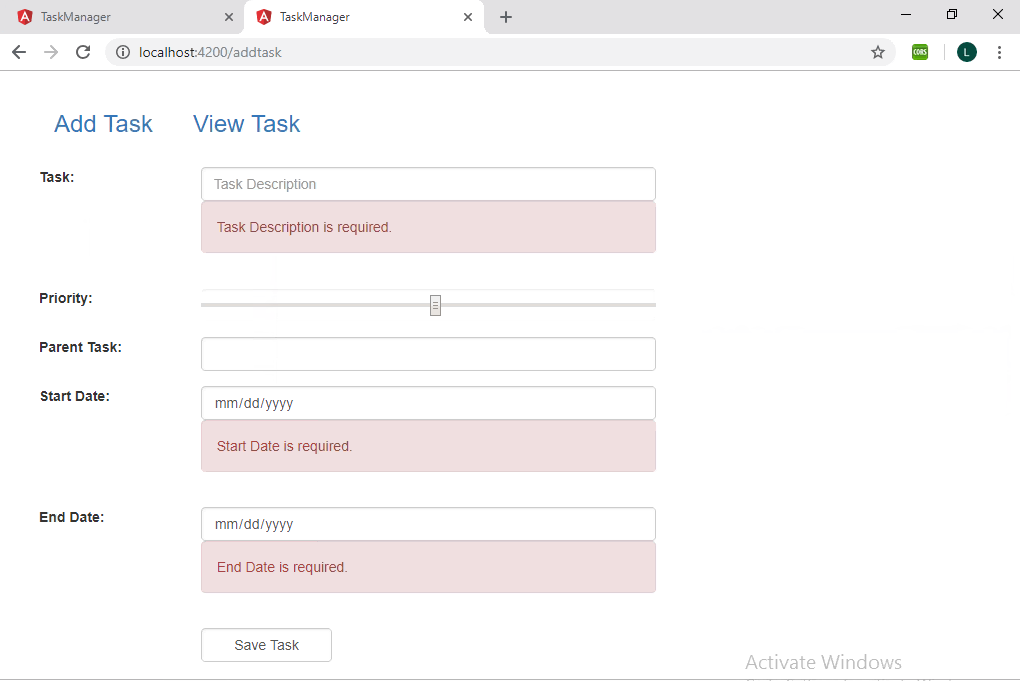 TaskManager
TaskManager
localhost:4200/addtask
CORS
L
Add Task View Task
Task:
Task Description
Task Description is required.
Priority:
Parent Task:
Start Date:
mm/dd/yyyy
Start Date is required.
End Date:
mm/dd/yyyy
End Date is required.
Save Task
Activate Windows